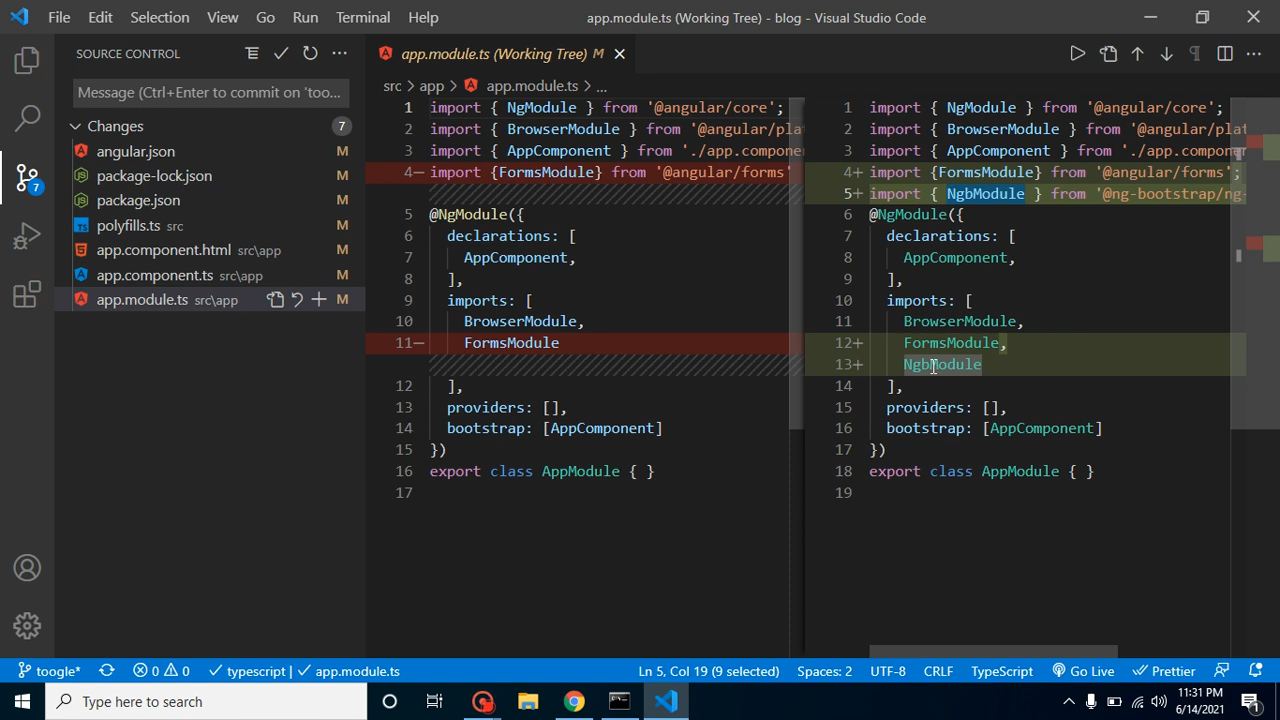 File Edit Selection View Go Run Terminal Help
app.module.ts (Working Tree) - blog - Visual Studio Code
SOURCE CONTROL
app.module.ts (Working Tree) M
src > app > app.module.ts > ...
Message (Ctrl+Enter to commit on 'too...
Changes 7
angular.json M
package-lock.json M
package.json M
polyfills.ts src M
app.component.html src\app M
app.component.ts src\app M
app.module.ts src\app M
7
1 import { NgModule } from '@angular/core';
2 import { BrowserModule } from '@angular/plat
3 import { AppComponent } from './app.compone
4− import {FormsModule} from '@angular/forms'
5 @NgModule({
6 declarations: [
7 AppComponent,
8 ],
9 imports: [
10 BrowserModule,
11− FormsModule
12 ],
13 providers: [],
14 bootstrap: [AppComponent]
15 })
16 export class AppModule { }
17
1 import { NgModule } from '@angular/core';
2 import { BrowserModule } from '@angular/plat
3 import { AppComponent } from './app.componen
4+ import {FormsModule} from '@angular/forms';
5+ import { NgbModule } from '@ng-bootstrap/ng-
6 @NgModule({
7 declarations: [
8 AppComponent,
9 ],
10 imports: [
11 BrowserModule,
12+ FormsModule,
13+ NgbModule
14 ],
15 providers: [],
16 bootstrap: [AppComponent]
17 })
18 export class AppModule { }
19
toogle* 0 0 typescript | app.module.ts Ln 5, Col 19 (9 selected) Spaces: 2 UTF-8 CRLF TypeScript Go Live Prettier
Type here to search
11:31 PM
6/14/2021
1